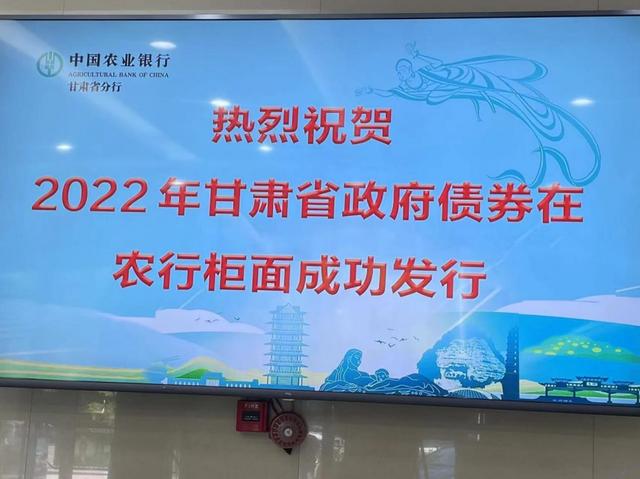 中国农业银行
AGRICULTURAL BANK OF CHINA
甘肃省分行
热烈祝贺
2022年甘肃省政府债券在
农行柜面成功发行